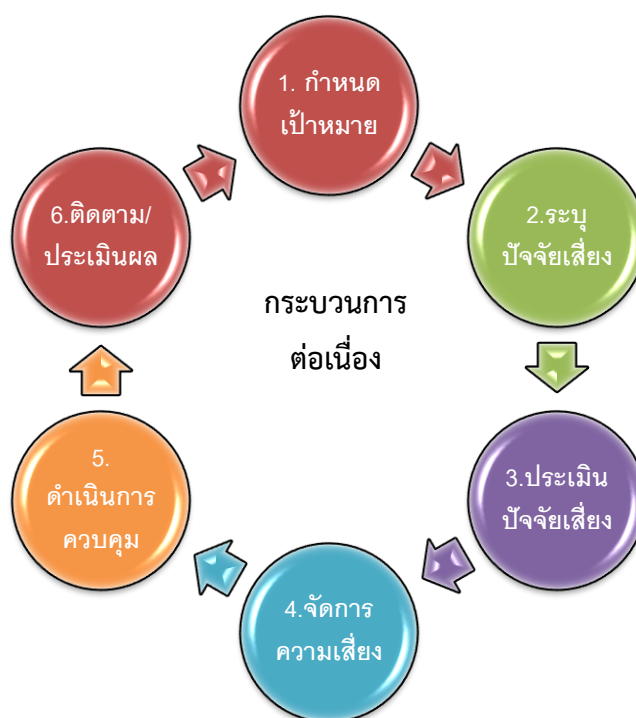 1. กำหนด
เป้าหมาย
2.ระบุ
ปัจจัยเสี่ยง
3.ประเมิน
ปัจจัยเสี่ยง
4.จัดการ
ความเสี่ยง
5.
ดำเนินการ
ควบคุม
6.ติดตาม/
ประเมินผล
กระบวนการ
ต่อเนื่อง